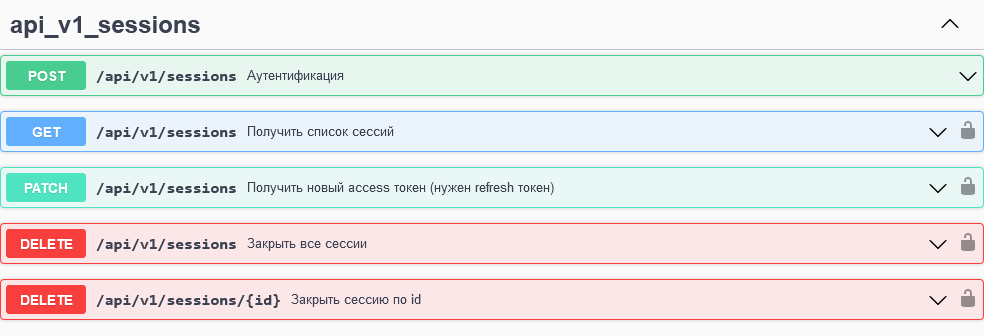 api_v1_sessions
POST /api/v1/sessions Аутентификация
GET /api/v1/sessions Получить список сессий
PATCH /api/v1/sessions Получить новый access токен (нужен refresh токен)
DELETE /api/v1/sessions Закрыть все сессии
DELETE /api/v1/sessions/{id} Закрыть сессию по id